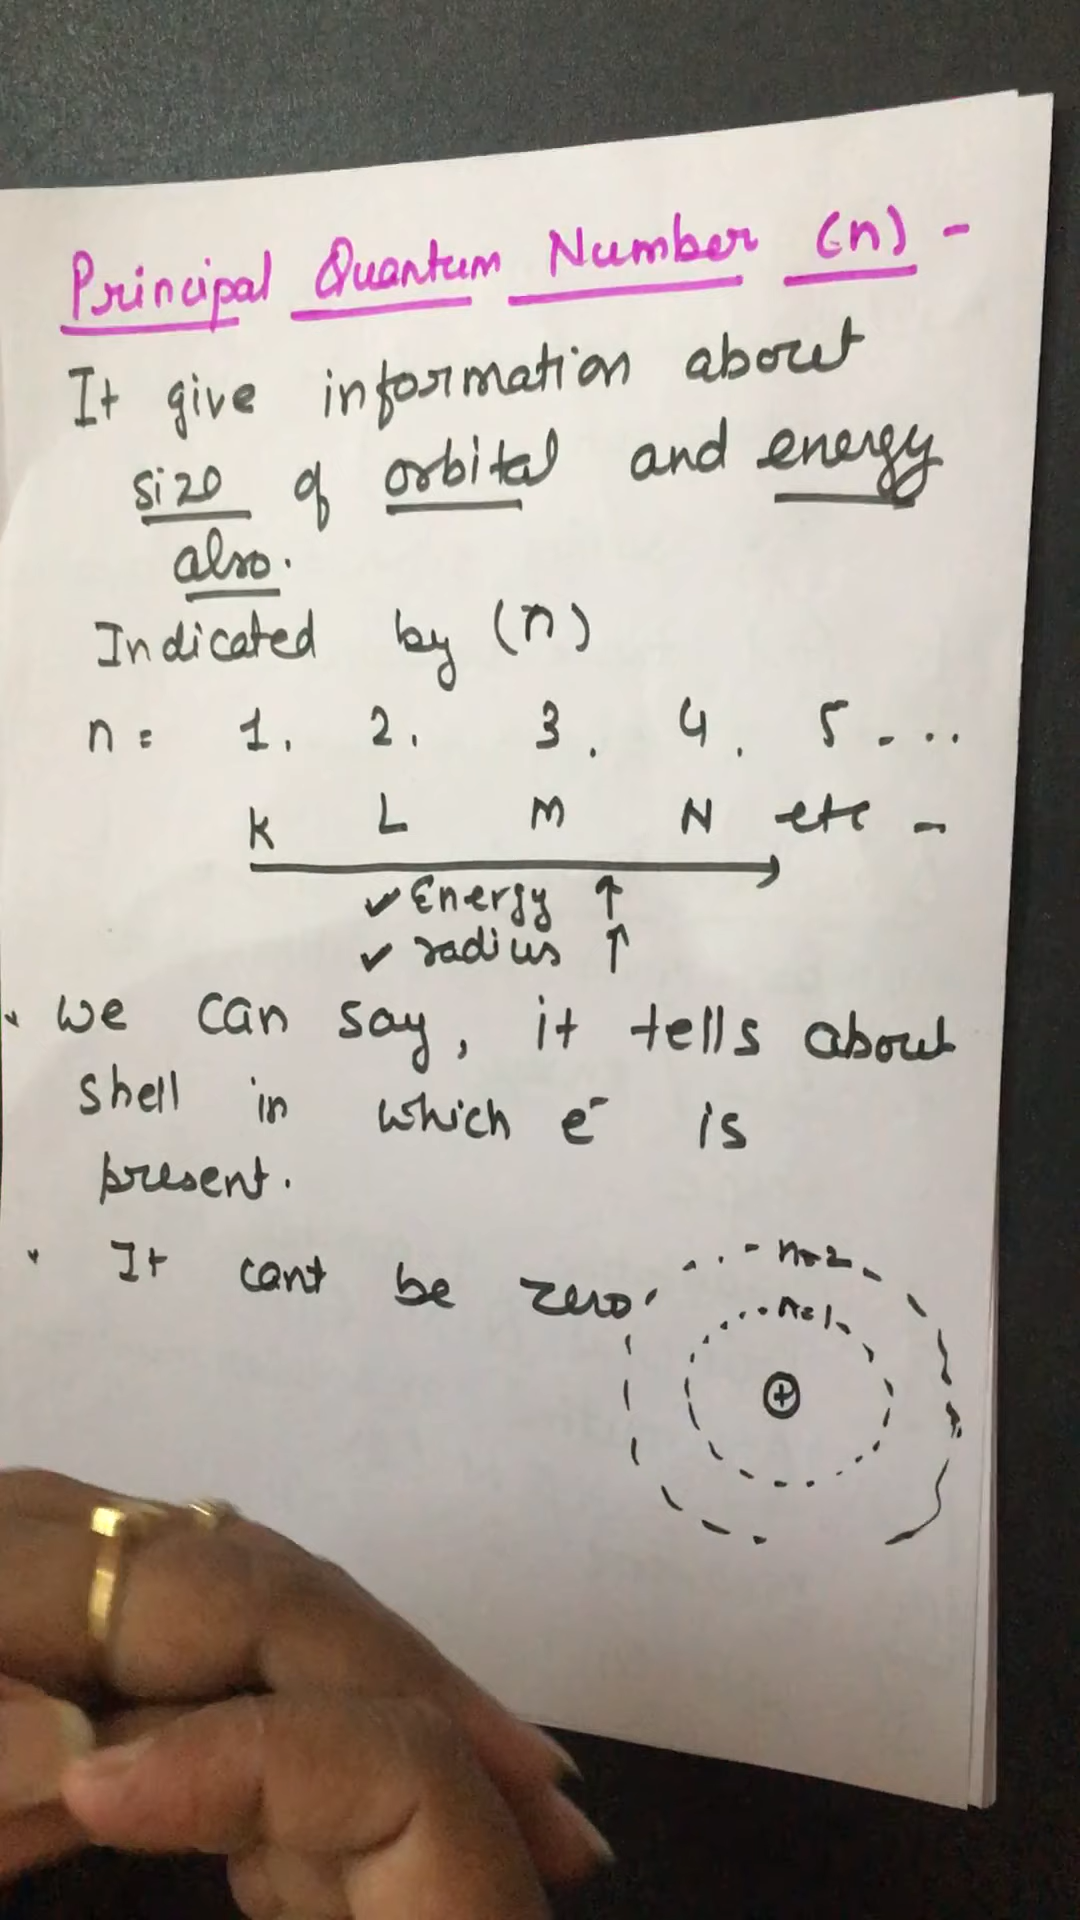 Principal Quantum Number (n) -
It give information about
size of orbital and energy
also.
Indicated by (n)
n = 1, 2, 3, 4, 5 - ...
K L M N etc -
✓ Energy ↑
✓ radius ↑
We can say, it tells about
shell in which e⁻ is
present.
It cant be zero.
n=2
n=1
+